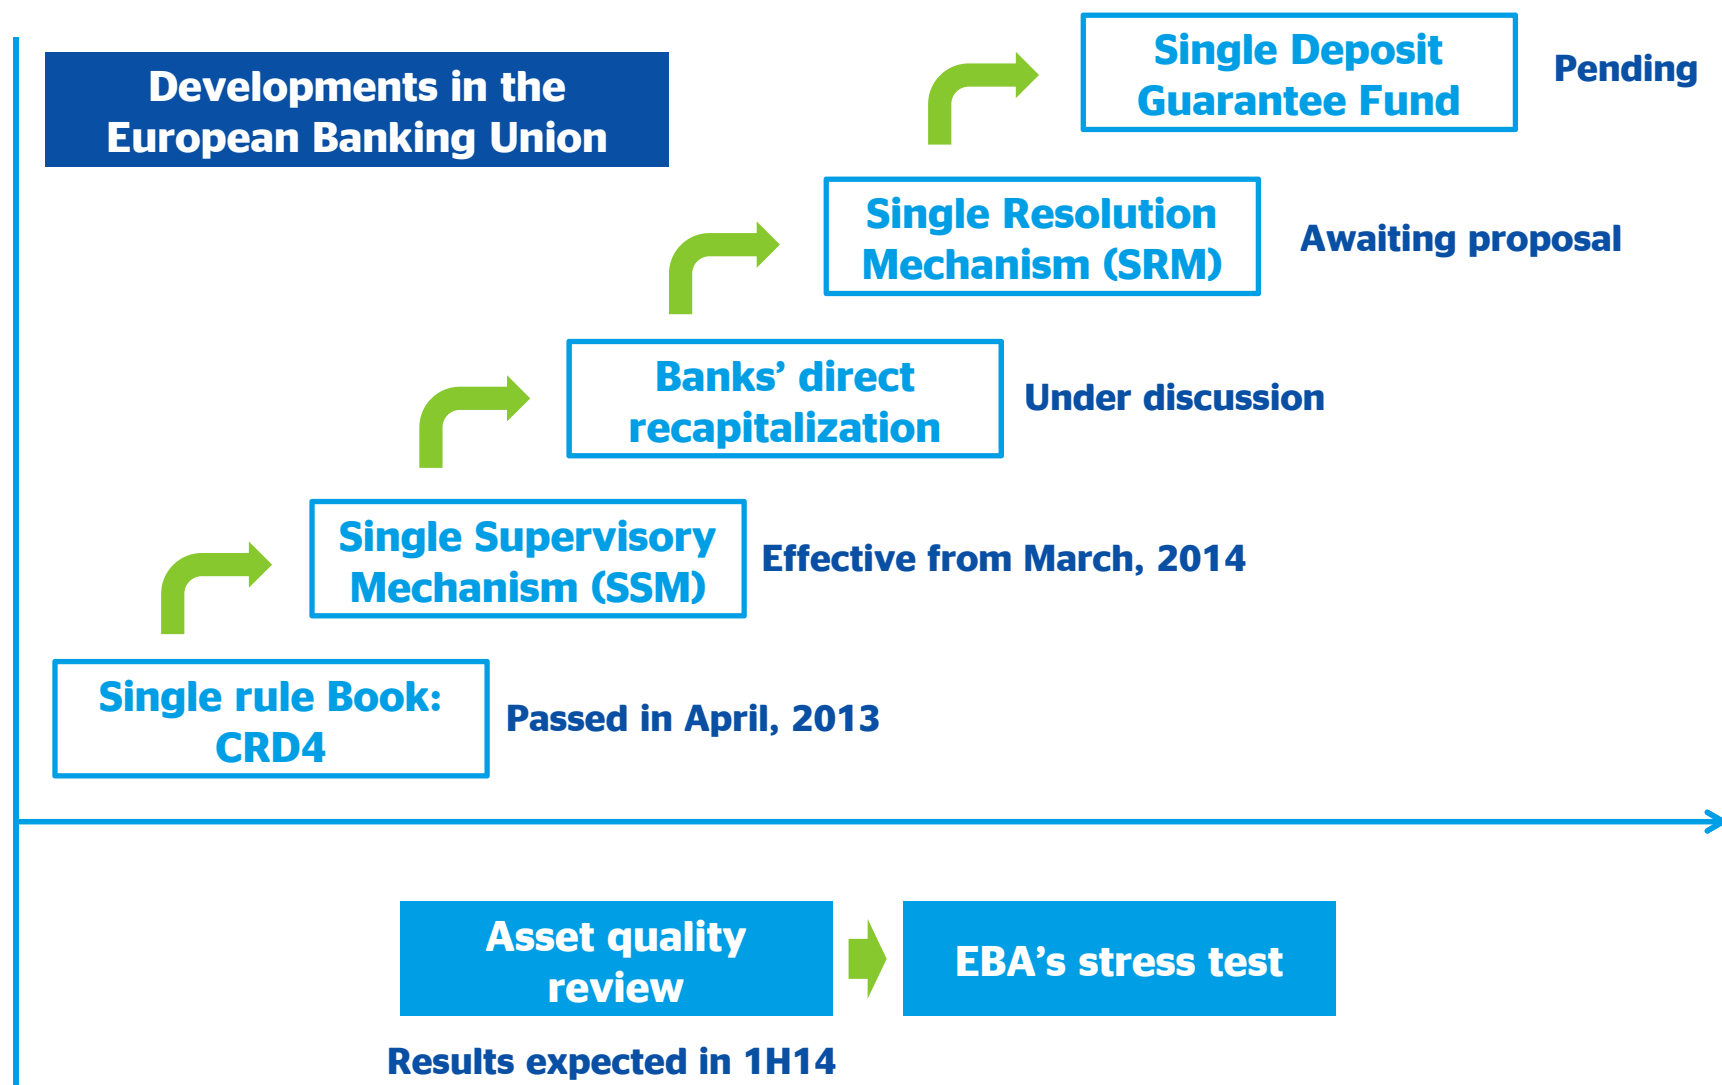 Developments in the
European Banking Union
Single Deposit
Guarantee Fund
Pending
Single Resolution
Mechanism (SRM)
Awaiting proposal
Banks’ direct
recapitalization
Under discussion
Single Supervisory
Mechanism (SSM)
Effective from March, 2014
Single rule Book:
CRD4
Passed in April, 2013
Asset quality
review
EBA’s stress test
Results expected in 1H14